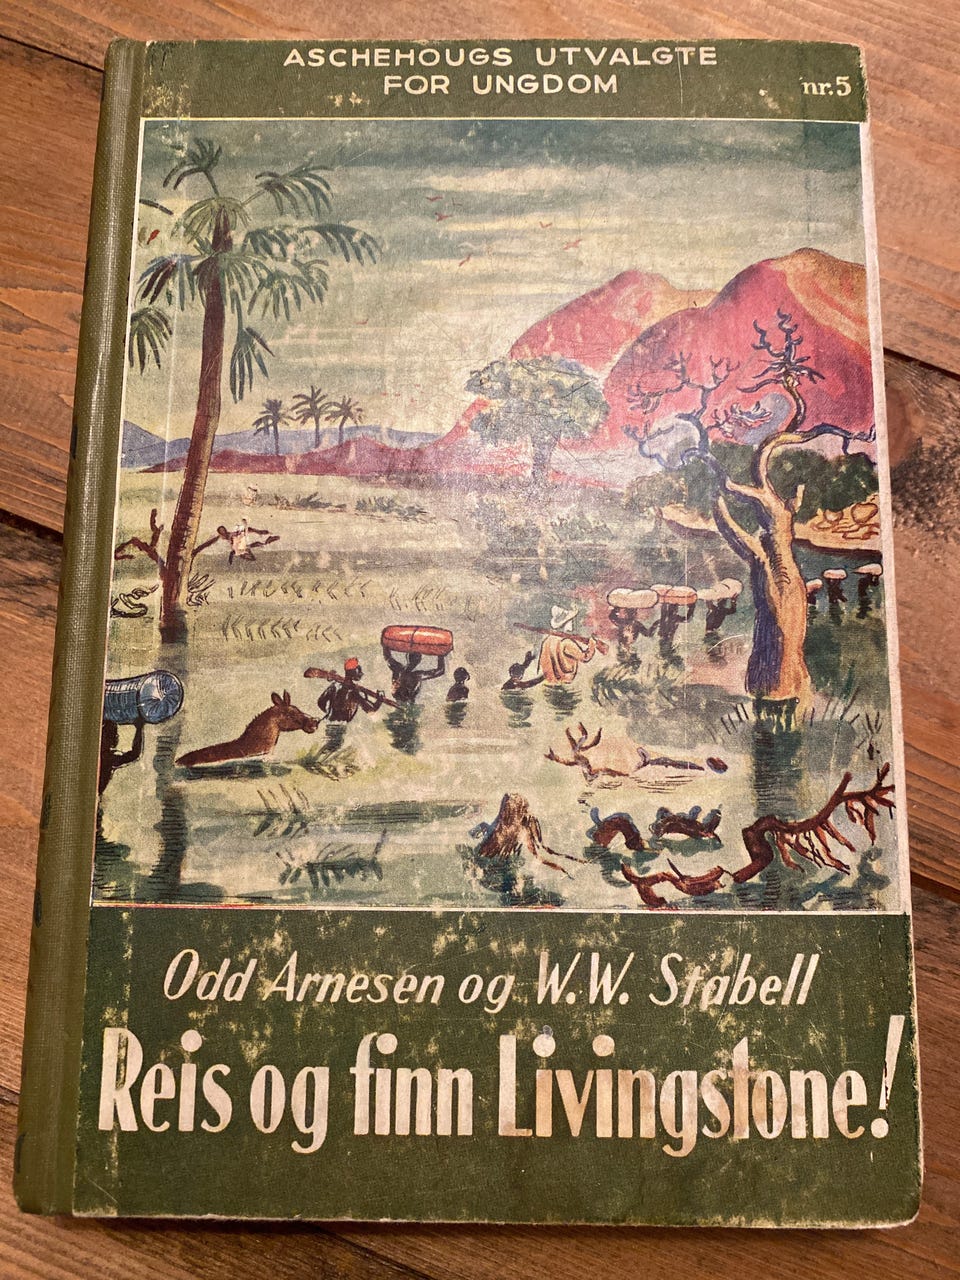 ASCHEHOUGS UTVALGTE
FOR UNGDOM
nr.5
Odd Arnesen og W.W. Stabell
Reis og finn Livingstone!